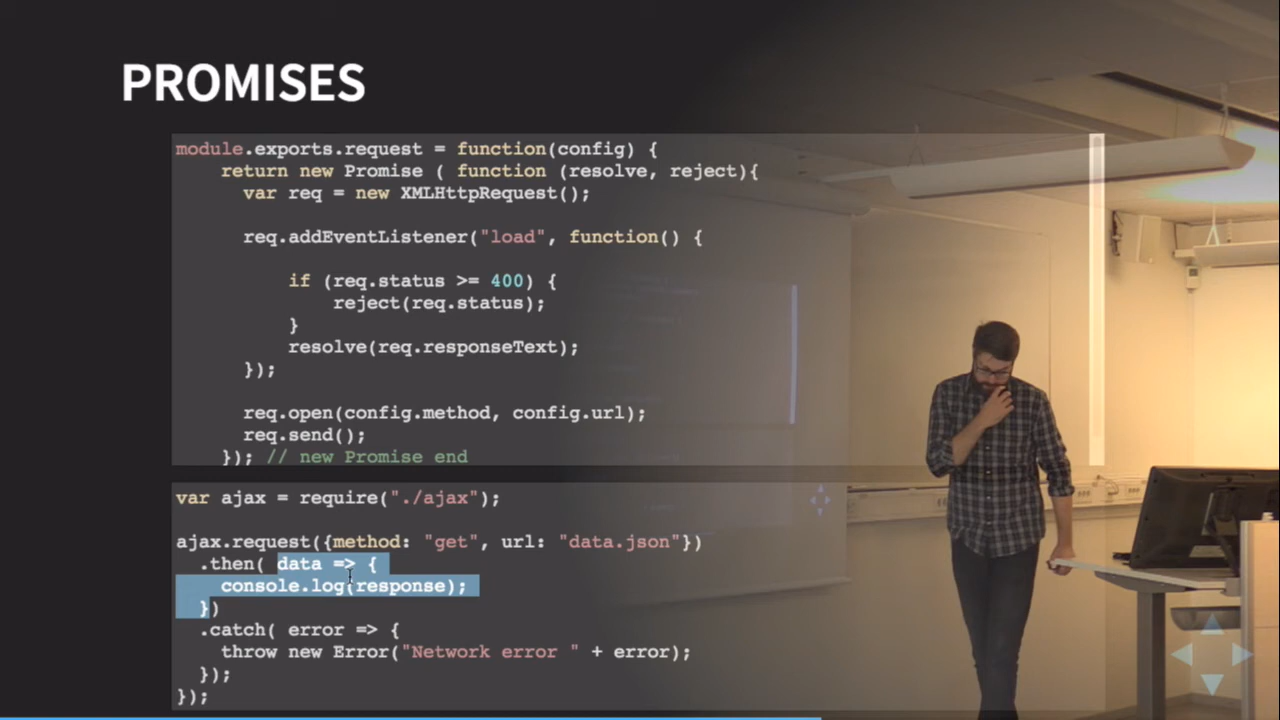 PROMISES
module.exports.request = function(config) {
return new Promise ( function (resolve, reject){
var req = new XMLHttpRequest();
req.addEventListener("load", function() {
if (req.status >= 400) {
reject(req.status);
}
resolve(req.responseText);
});
req.open(config.method, config.url);
req.send();
}); // new Promise end
var ajax = require("./ajax");
ajax.request({method: "get", url: "data.json"})
.then( data => {
console.log(response);
})
.catch( error => {
throw new Error("Network error " + error);
});
});